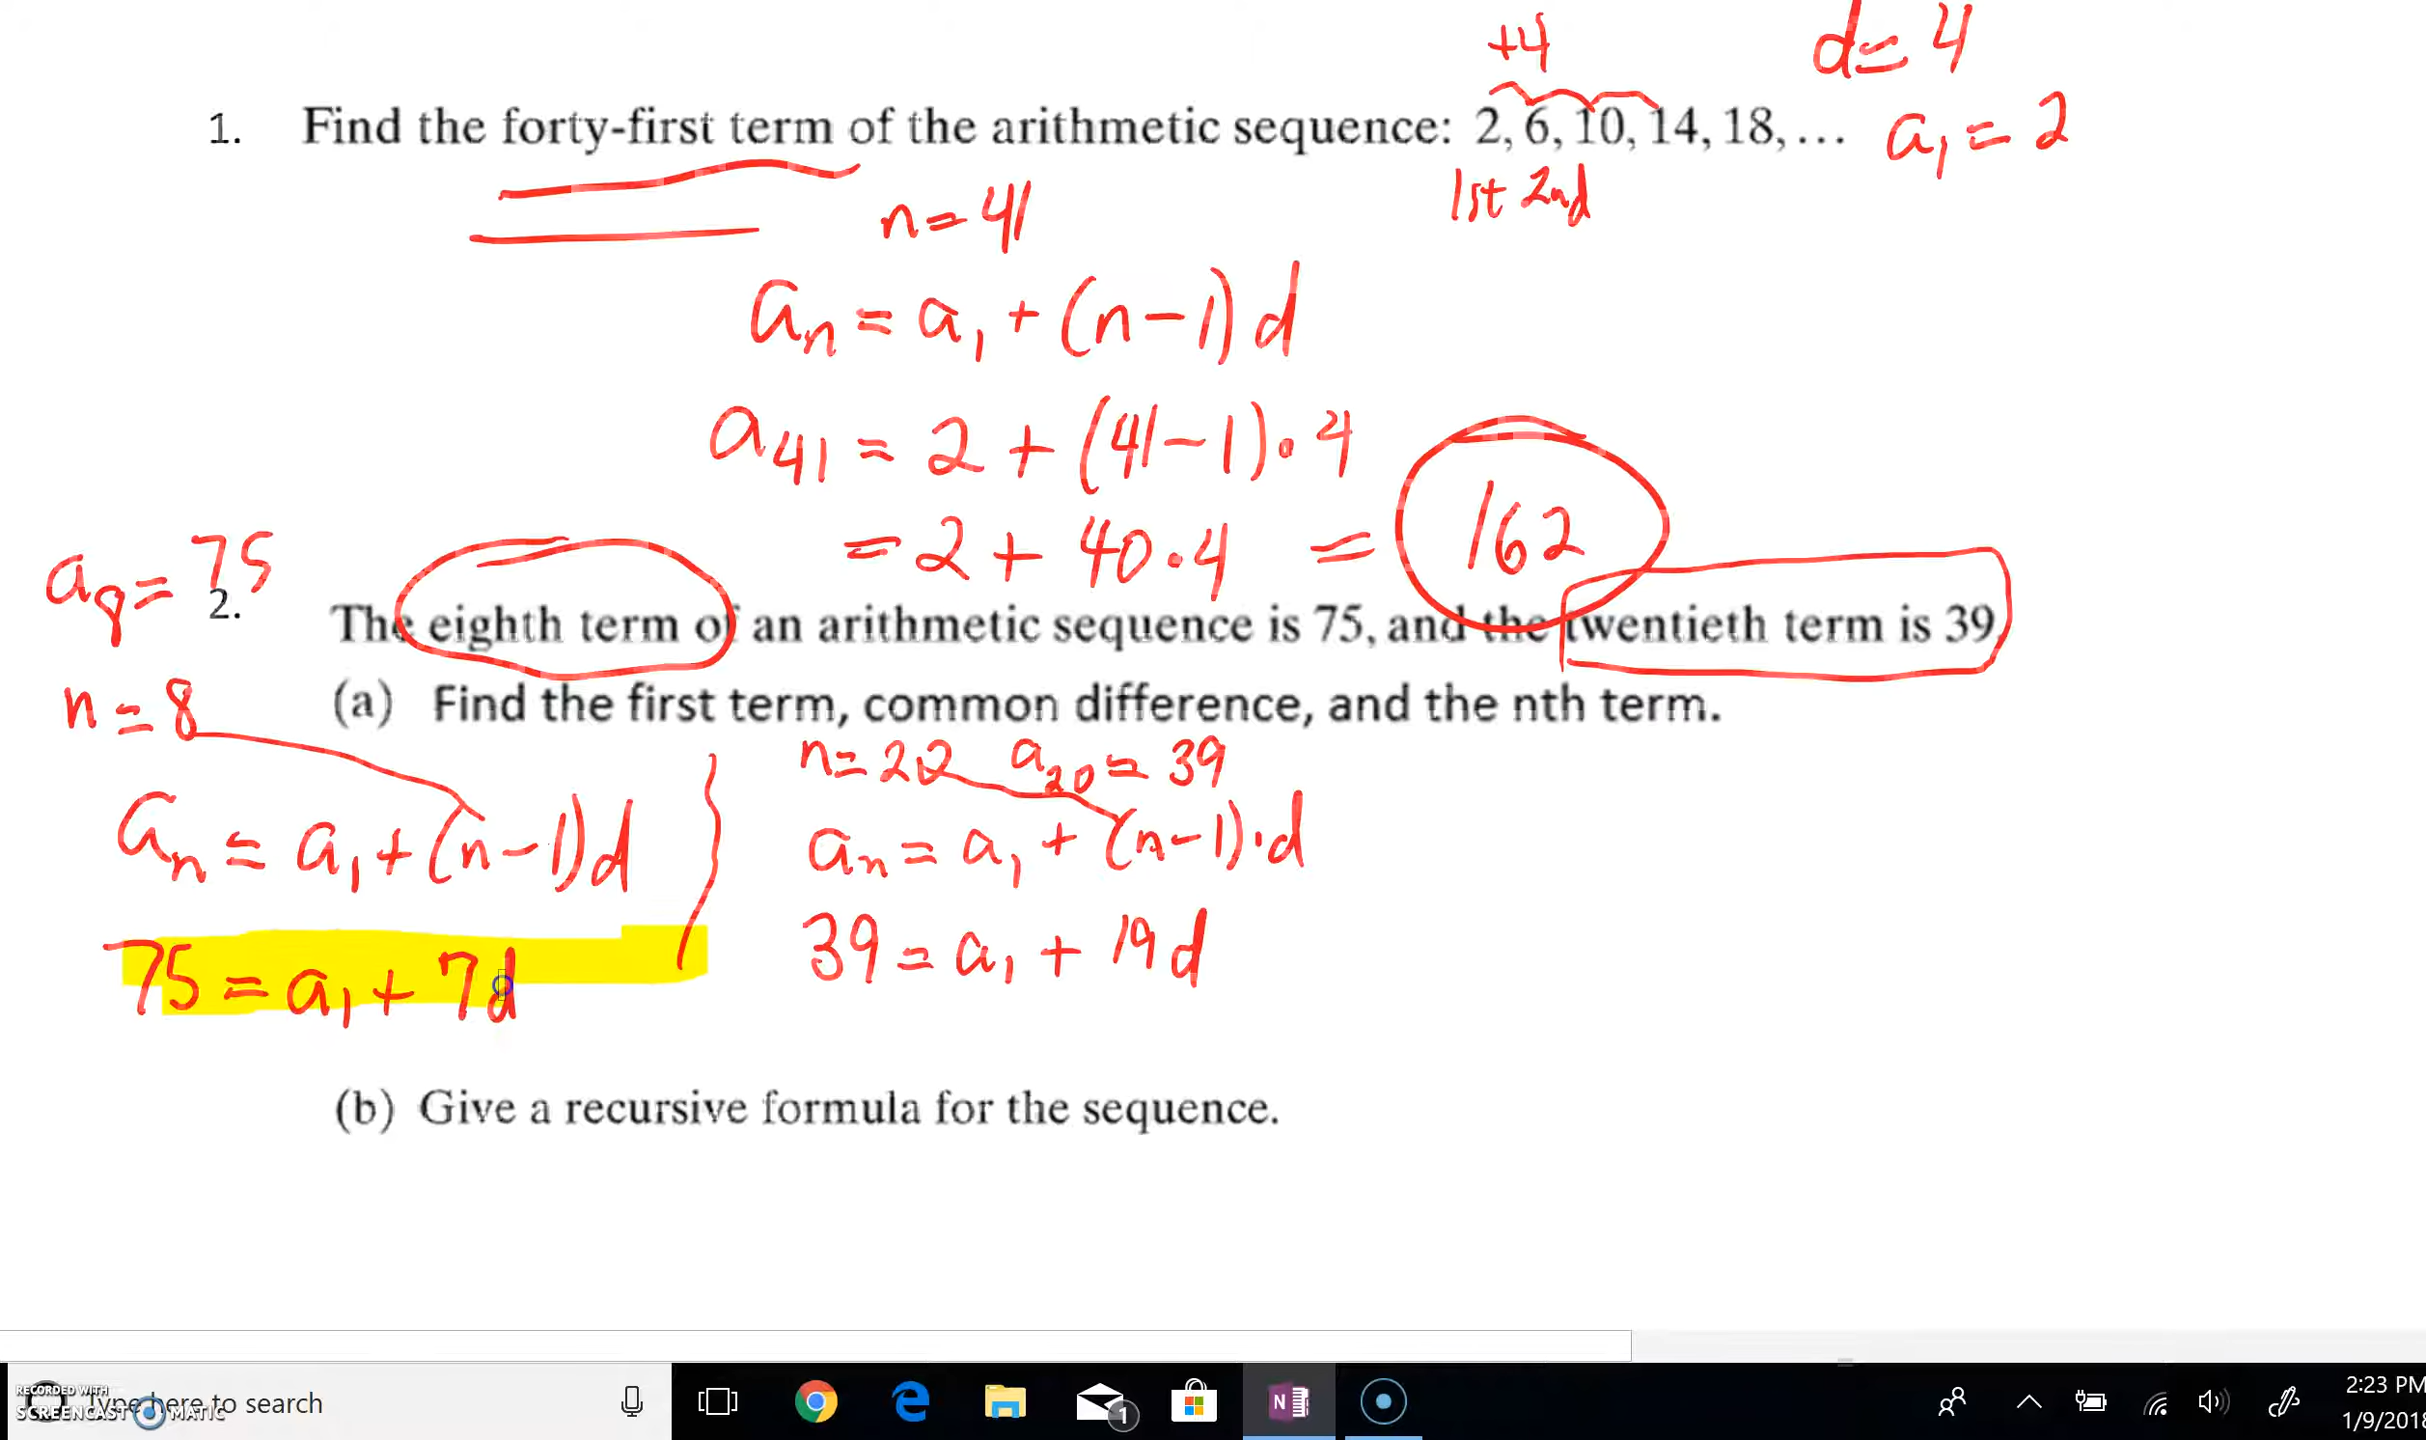 +4
d = 4
1. Find the forty-first term of the arithmetic sequence: 2, 6, 10, 14, 18, ...
a₁ = 2
1st 2nd
n = 41
aₙ = a₁ + (n-1)d
a₄₁ = 2 + (41-1)·4
= 2 + 40·4 = 162
a₈ = 75
2. The eighth term of an arithmetic sequence is 75, and the twentieth term is 39.
n = 8
(a) Find the first term, common difference, and the nth term.
n = 20 a₂₀ = 39
aₙ = a₁ + (n-1)d
aₙ = a₁ + (n-1)·d
75 = a₁ + 7d
39 = a₁ + 19d
(b) Give a recursive formula for the sequence.
RECORDED WITH
SCREENCAST MATIC
Type here to search
1
N
2:23 PM
1/9/2018